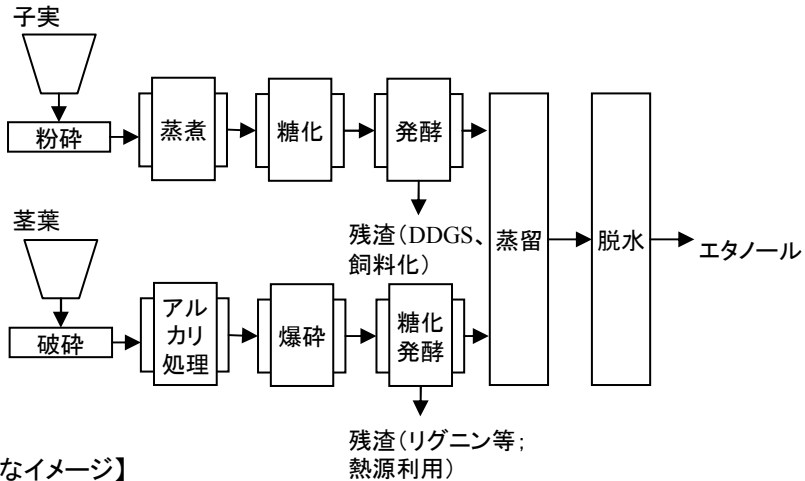 子実
粉砕
蒸煮
糖化
発酵
残渣(DDGS、
飼料化)
茎葉
破砕
アル
カリ
処理
爆砕
糖化
発酵
残渣(リグニン等;
熱源利用)
蒸留
脱水
エタノール
なイメージ】